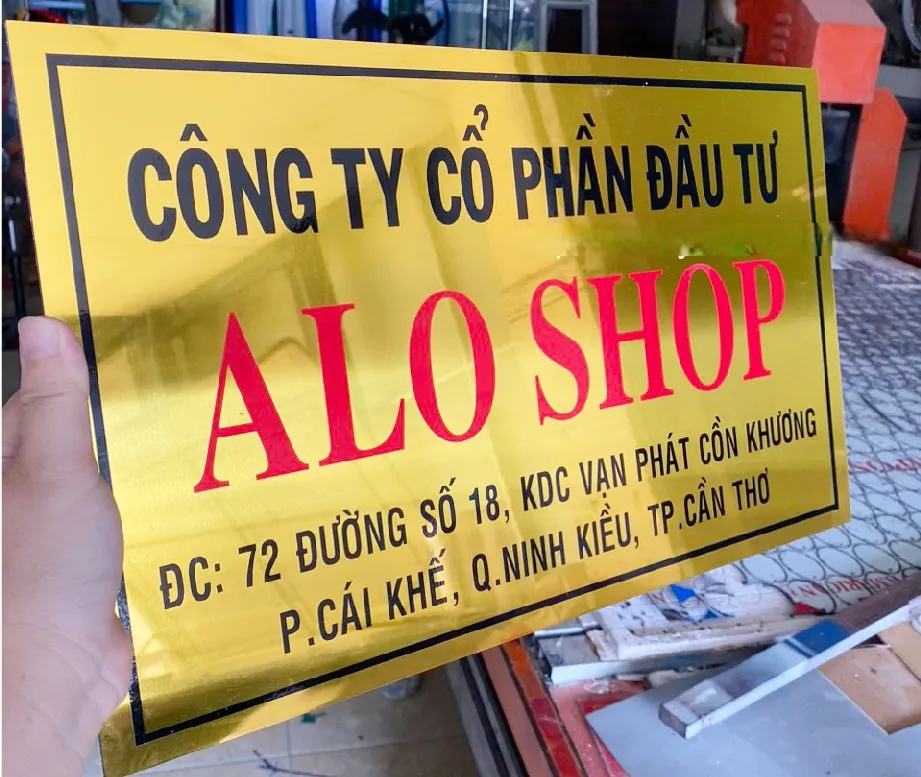 CÔNG TY CỔ PHẦN ĐẦU TƯ
ALO SHOP
ĐC: 72 ĐƯỜNG SỐ 18, KDC VẠN PHÁT CỒN KHƯƠNG
P.CÁI KHẾ, Q.NINH KIỀU, TP.CẦN THƠ